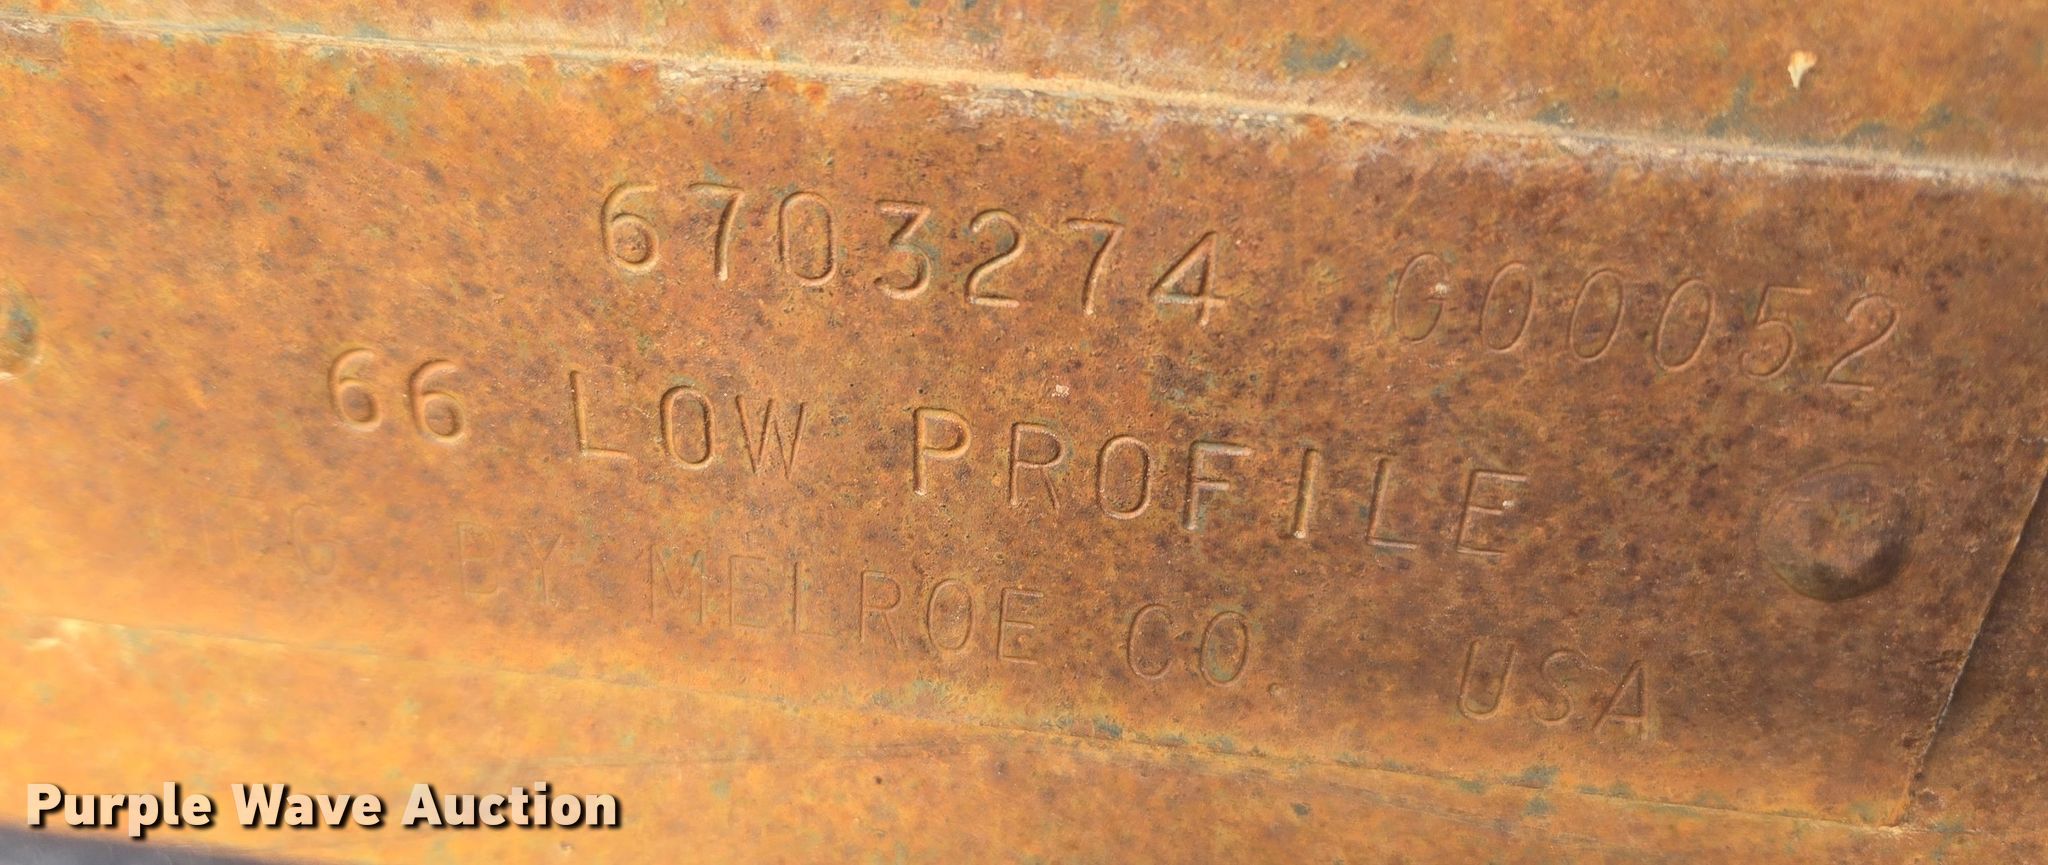 6703274 G00052
66 LOW PROFILE
BY MELROE CO. USA
Purple Wave Auction